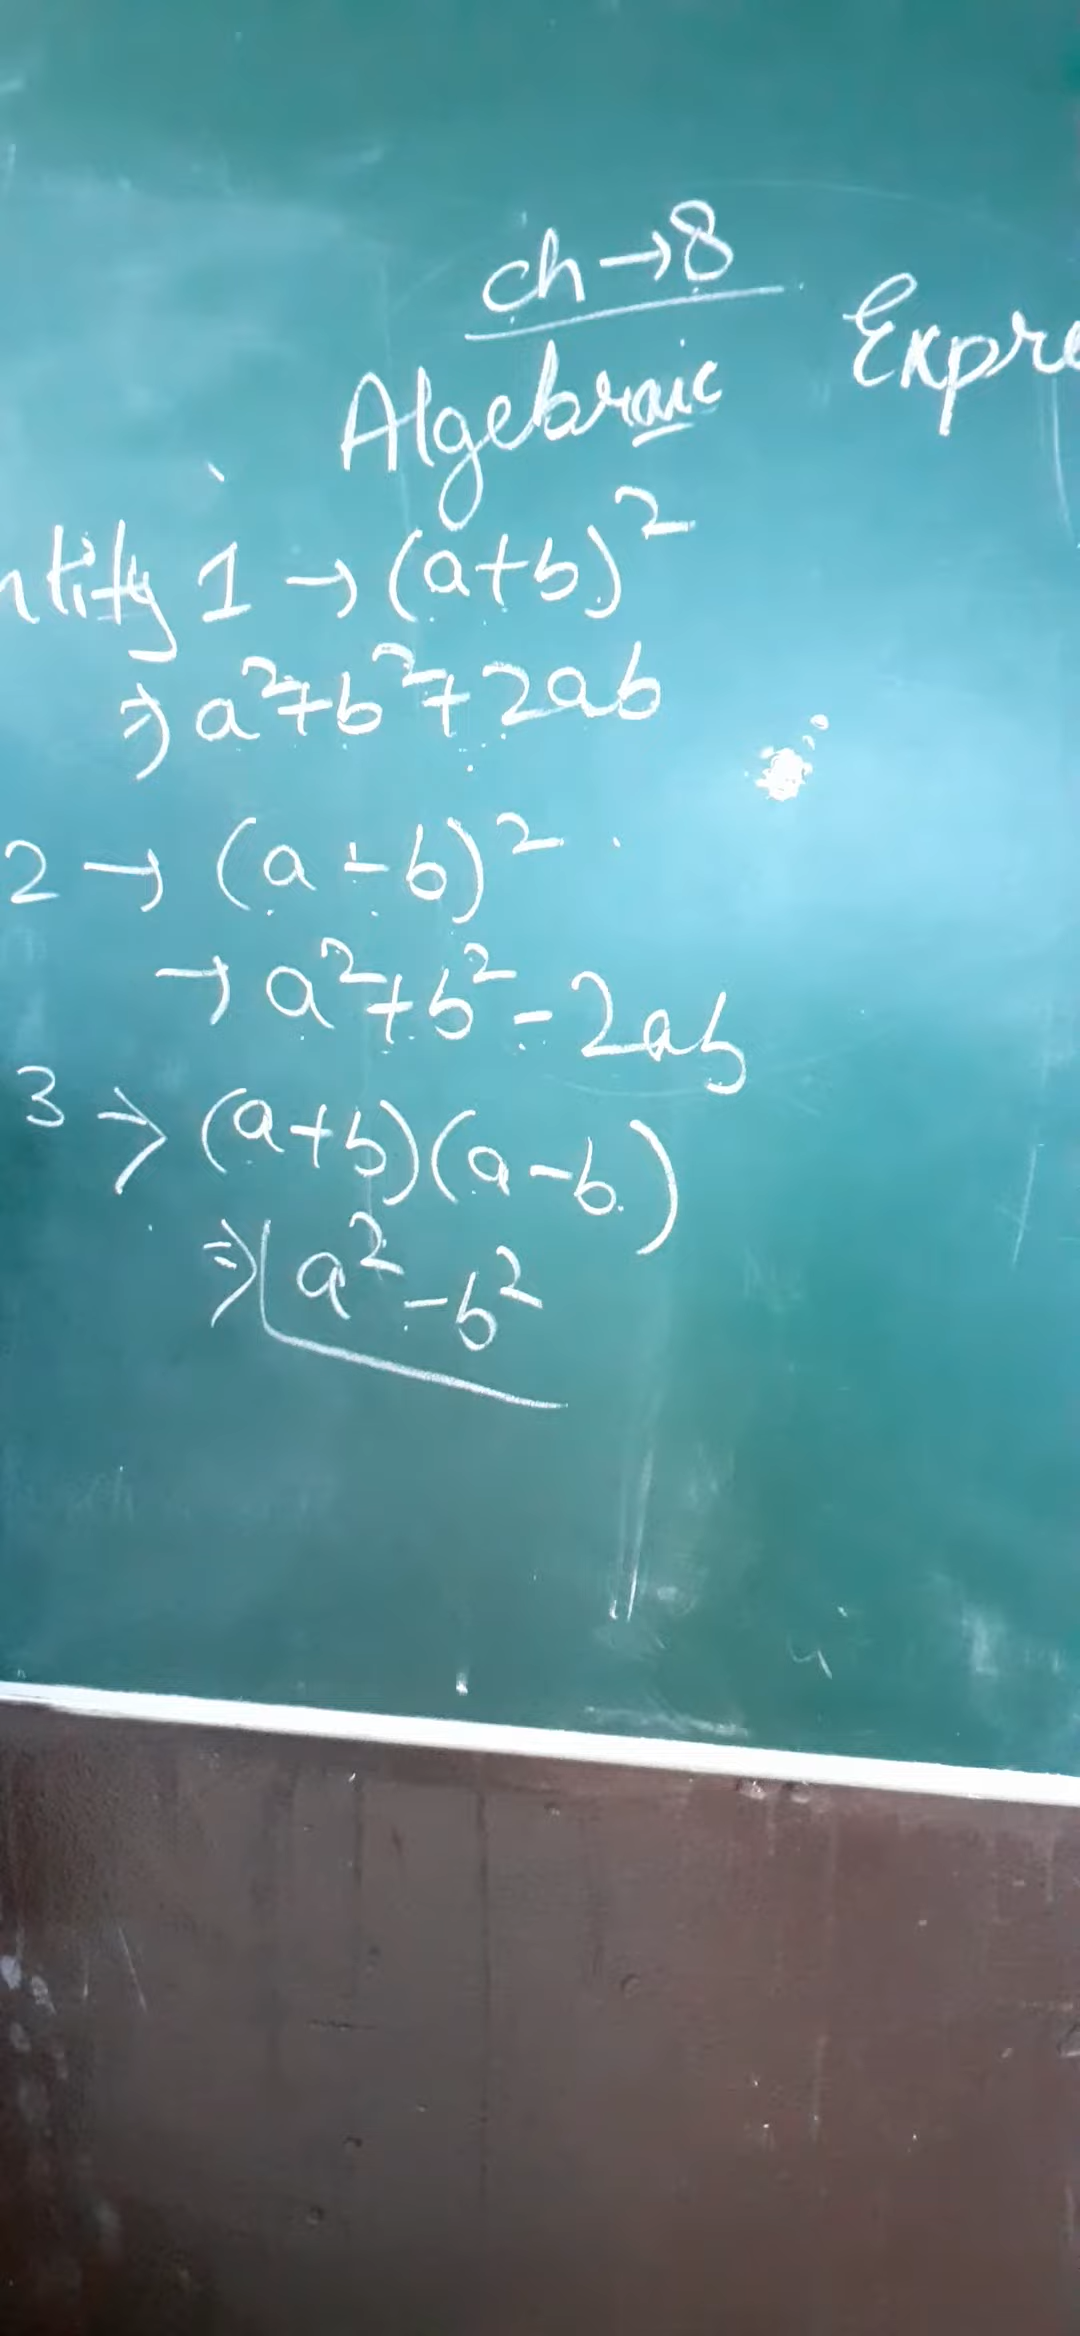 ch→8
Algebraic Expre
ntity 1 → (a+b)²
⇒ a²+b²+2ab
2 → (a-b)²
→ a²+b²-2ab
3 → (a+b)(a-b)
⇒ a²-b²